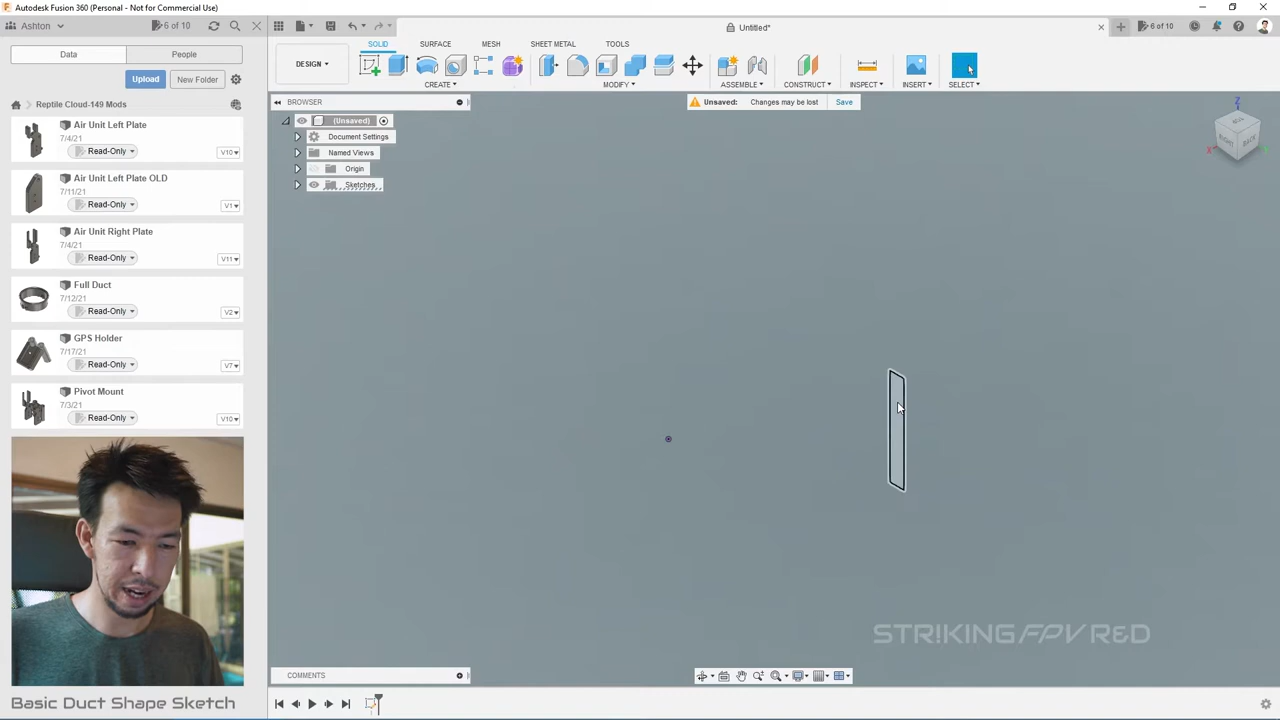 Autodesk Fusion 360 (Personal - Not for Commercial Use)
Ashton
6 of 10
Untitled*
6 of 10
Data
People
Upload
New Folder
Reptile Cloud-149 Mods
Air Unit Left Plate
7/4/21
Read-Only
V10
Air Unit Left Plate OLD
7/11/21
Read-Only
V1
Air Unit Right Plate
7/4/21
Read-Only
V11
Full Duct
7/12/21
Read-Only
V2
GPS Holder
7/17/21
Read-Only
V7
Pivot Mount
7/3/21
Read-Only
V10
DESIGN
SOLID
SURFACE
MESH
SHEET METAL
TOOLS
CREATE
MODIFY
ASSEMBLE
CONSTRUCT
INSPECT
INSERT
SELECT
BROWSER
(Unsaved)
Document Settings
Named Views
Origin
Sketches
Unsaved: Changes may be lost Save
Z
RIGHT
BACK
X
STR!KINGFPV R&D
COMMENTS
Basic Duct Shape Sketch